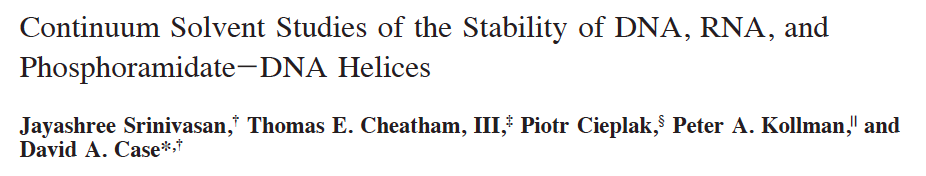 Continuum Solvent Studies of the Stability of DNA, RNA, and
Phosphoramidate−DNA Helices
Jayashree Srinivasan,† Thomas E. Cheatham, III,‡ Piotr Cieplak,§ Peter A. Kollman,|| and
David A. Case*,†